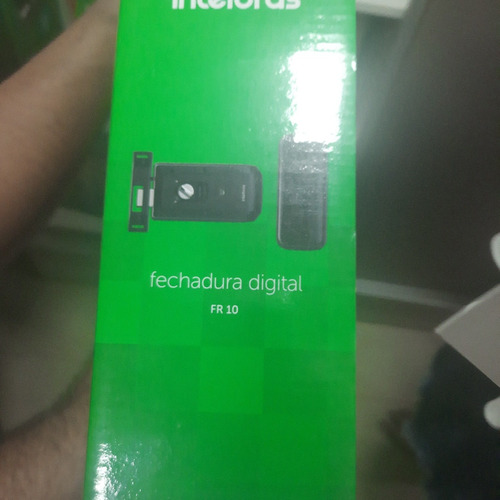 intelbras
fechadura digital
FR 10